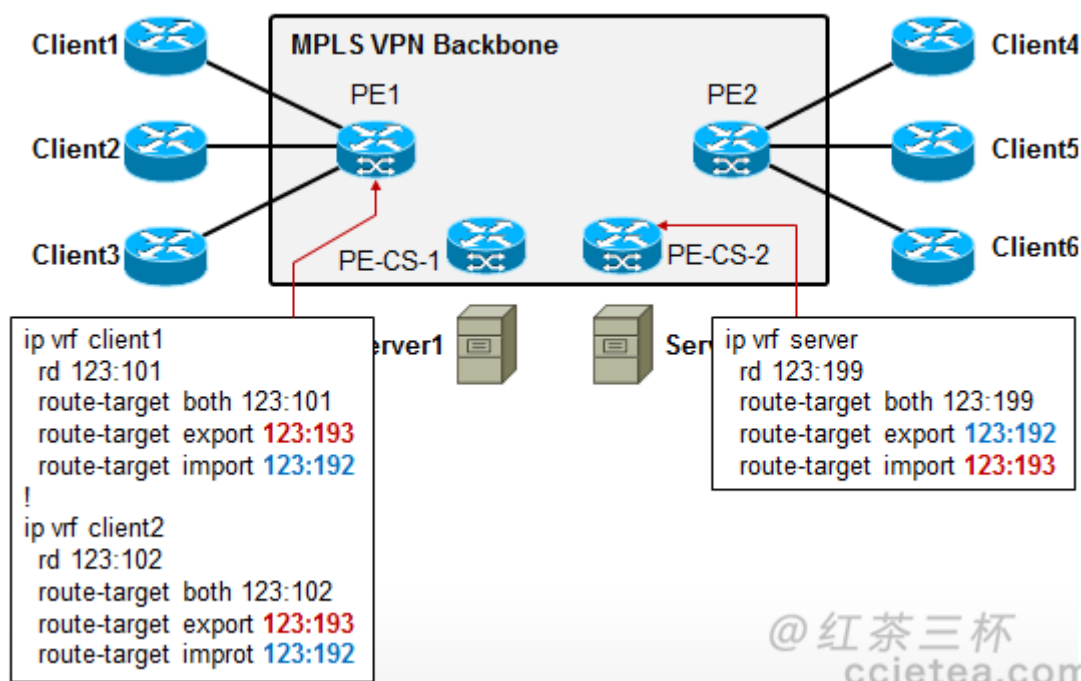 Client1
MPLS VPN Backbone
Client4
PE1
PE2
Client2
Client5
Client3
PE-CS-1
PE-CS-2
Client6
erver1
Ser
ip vrf client1
rd 123:101
route-target both 123:101
route-target export 123:193
route-target import 123:192
!
ip vrf client2
rd 123:102
route-target both 123:102
route-target export 123:193
route-target improt 123:192
ip vrf server
rd 123:199
route-target both 123:199
route-target export 123:192
route-target import 123:193
@红茶三杯
ccietea.com